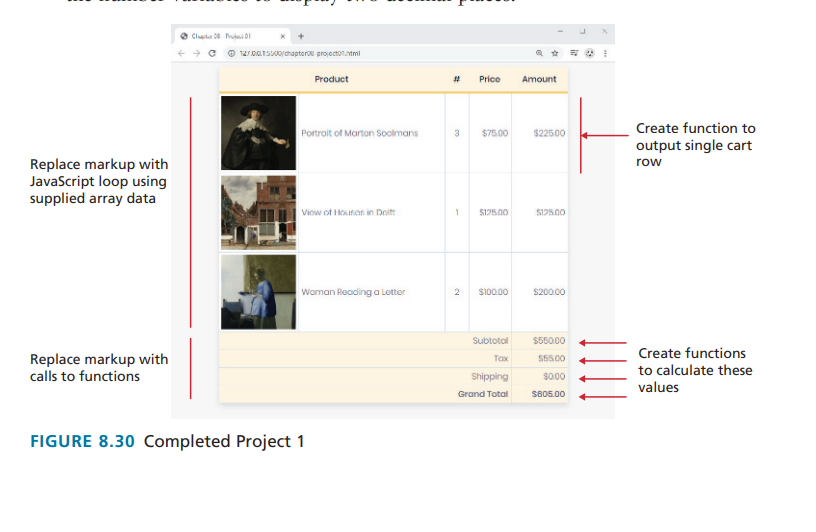 the number variables to display two decimal places.
Chapter 08 Project 01
127.0.0.1:5500/chapter08 project01.html
Product # Price Amount
Portrait of Marten Soolmans 3 $75.00 $225.00
View of Houses in Delft 1 $125.00 $125.00
Woman Reading a Letter 2 $100.00 $200.00
Subtotal $550.00
Tax $55.00
Shipping $0.00
Grand Total $605.00
Replace markup with
JavaScript loop using
supplied array data
Replace markup with
calls to functions
Create function to
output single cart
row
Create functions
to calculate these
values
FIGURE 8.30 Completed Project 1